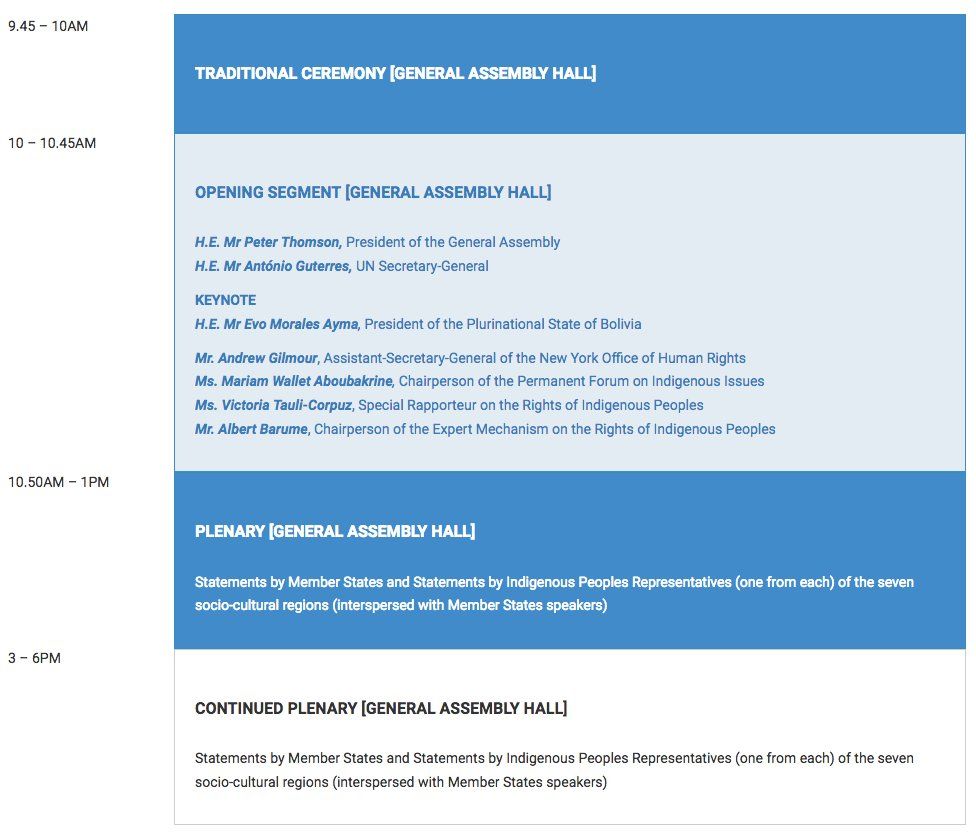 9.45 – 10AM
TRADITIONAL CEREMONY [GENERAL ASSEMBLY HALL]
10 – 10.45AM
OPENING SEGMENT [GENERAL ASSEMBLY HALL]
H.E. Mr Peter Thomson, President of the General Assembly
H.E. Mr António Guterres, UN Secretary-General
KEYNOTE
H.E. Mr Evo Morales Ayma, President of the Plurinational State of Bolivia
Mr. Andrew Gilmour, Assistant-Secretary-General of the New York Office of Human Rights
Ms. Mariam Wallet Aboubakrine, Chairperson of the Permanent Forum on Indigenous Issues
Ms. Victoria Tauli-Corpuz, Special Rapporteur on the Rights of Indigenous Peoples
Mr. Albert Barume, Chairperson of the Expert Mechanism on the Rights of Indigenous Peoples
10.50AM – 1PM
PLENARY [GENERAL ASSEMBLY HALL]
Statements by Member States and Statements by Indigenous Peoples Representatives (one from each) of the seven
socio-cultural regions (interspersed with Member States speakers)
3 – 6PM
CONTINUED PLENARY [GENERAL ASSEMBLY HALL]
Statements by Member States and Statements by Indigenous Peoples Representatives (one from each) of the seven
socio-cultural regions (interspersed with Member States speakers)